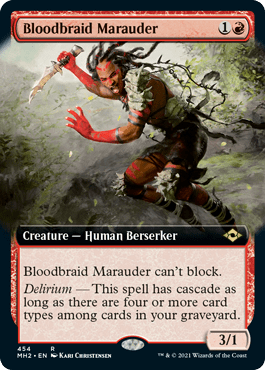 Bloodbraid Marauder 1
Creature — Human Berserker
Bloodbraid Marauder can't block.
Delirium — This spell has cascade as
long as there are four or more card
types among cards in your graveyard.
3/1
454 R
MH2 • EN Kari Christensen
™ & © 2021 Wizards of the Coast